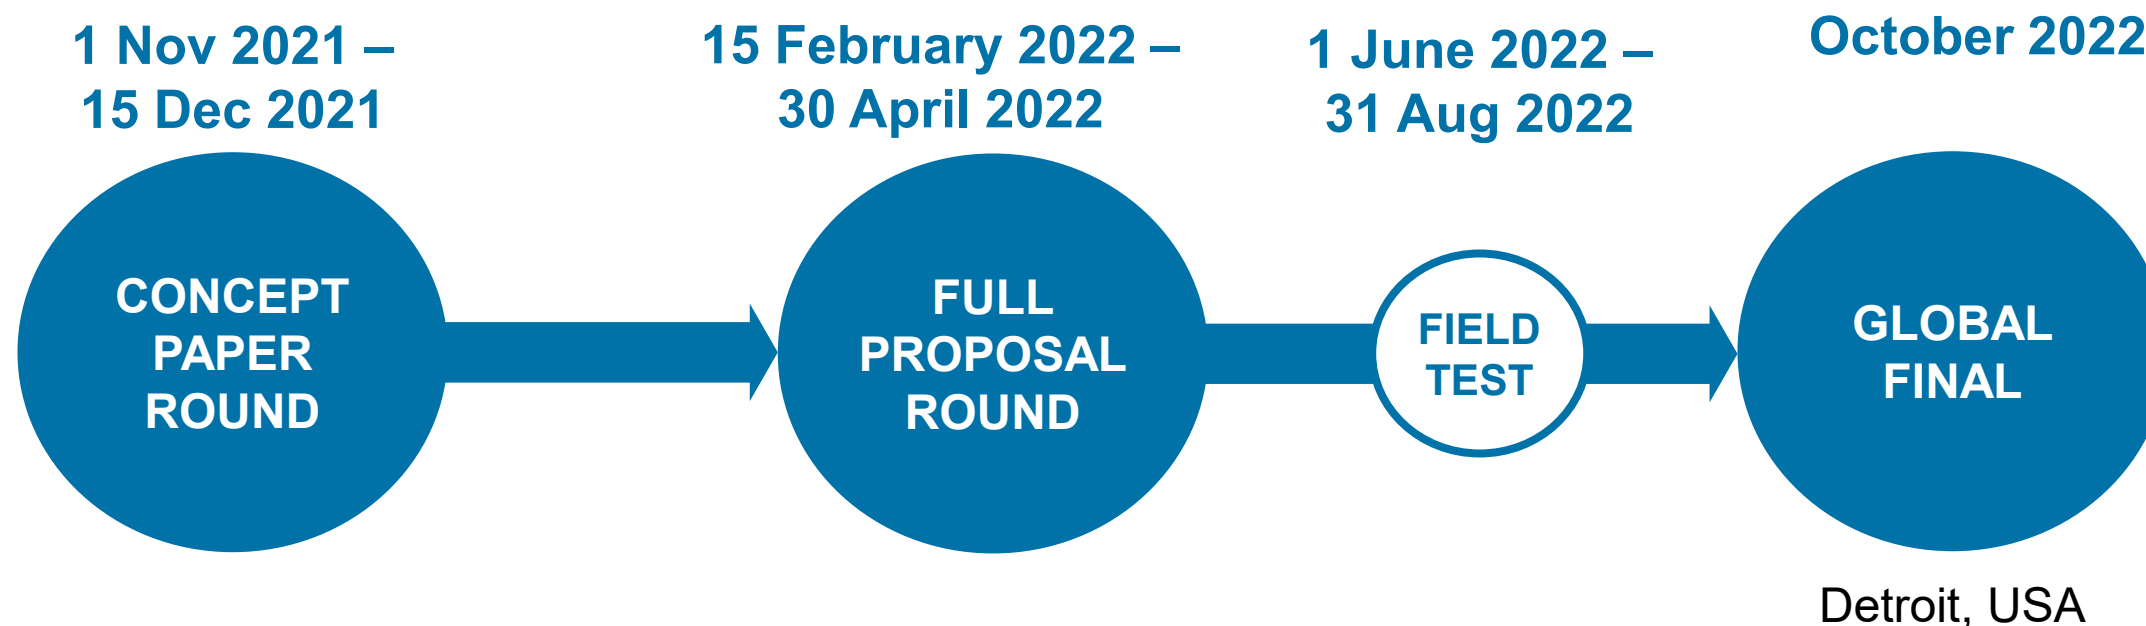 1 Nov 2021 –
15 Dec 2021
15 February 2022 –
30 April 2022
1 June 2022 –
31 Aug 2022
October 2022
CONCEPT
PAPER
ROUND
FULL
PROPOSAL
ROUND
FIELD
TEST
GLOBAL
FINAL
Detroit, USA